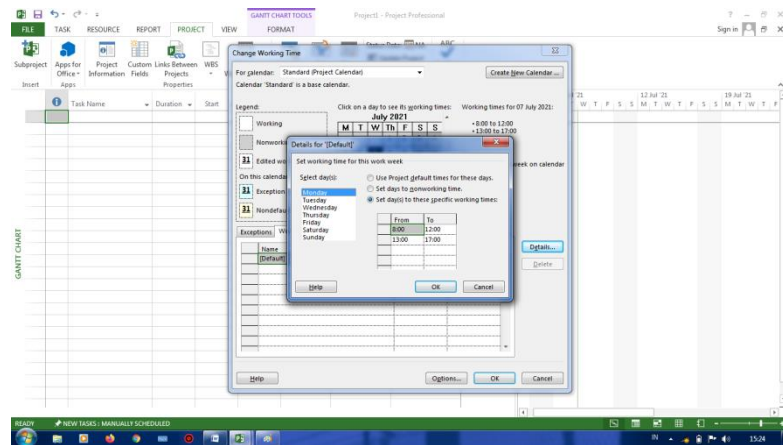 GANTT CHART TOOLS
Project1 - Project Professional
FILE TASK RESOURCE REPORT PROJECT VIEW FORMAT
Sign in
Subproject
Apps for Office
Project Information
Custom Fields
Links Between Projects
WBS
Insert Apps Properties
Status Date: NA
ABC
Task Name Duration Start
'21 12 Jul '21 19 Jul '21
W T F S S M T W T F S S M T W T F
GANTT CHART
Change Working Time
For calendar: Standard (Project Calendar)
Create New Calendar ...
Calendar 'Standard' is a base calendar.
Legend:
Click on a day to see its working times:
Working times for 07 July 2021:
Working
July 2021
M T W Th F S S
• 8:00 to 12:00
• 13:00 to 17:00
Nonworki
31 Edited wo
eek on calendar
On this calenda
31 Exception
31 Nondefau
Exceptions
Name
[Default]
Details...
Delete
Help Options... OK Cancel
Details for '[Default]'
Set working time for this work week
Select day(s):
Monday
Tuesday
Wednesday
Thursday
Friday
Saturday
Sunday
Use Project default times for these days.
Set days to nonworking time.
Set day(s) to these specific working times:
From To
8:00 12:00
13:00 17:00
Help OK Cancel
READY NEW TASKS : MANUALLY SCHEDULED
IN 15:24